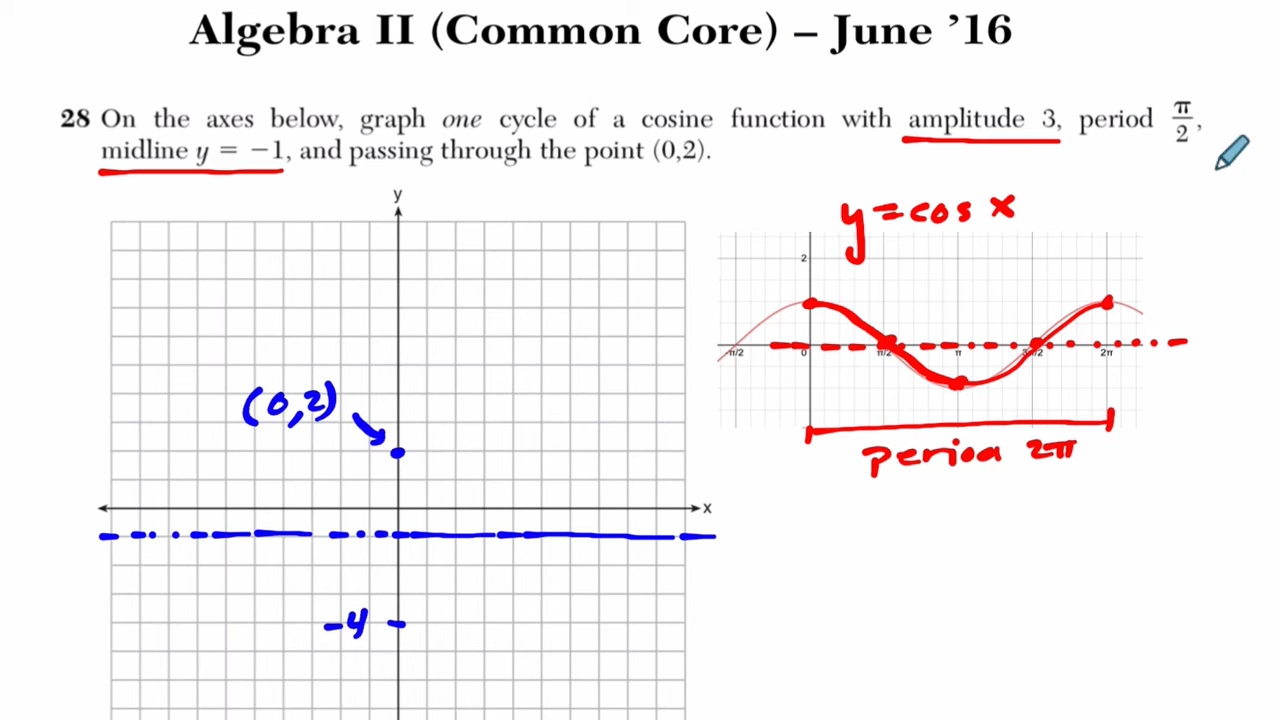 Algebra II (Common Core) – June ’16
28 On the axes below, graph one cycle of a cosine function with amplitude 3, period π/2,
midline y = −1, and passing through the point (0,2).
y
y = cos x
2
-π/2 0 π/2 π 3π/2 2π
(0,2)
period 2π
x
-4